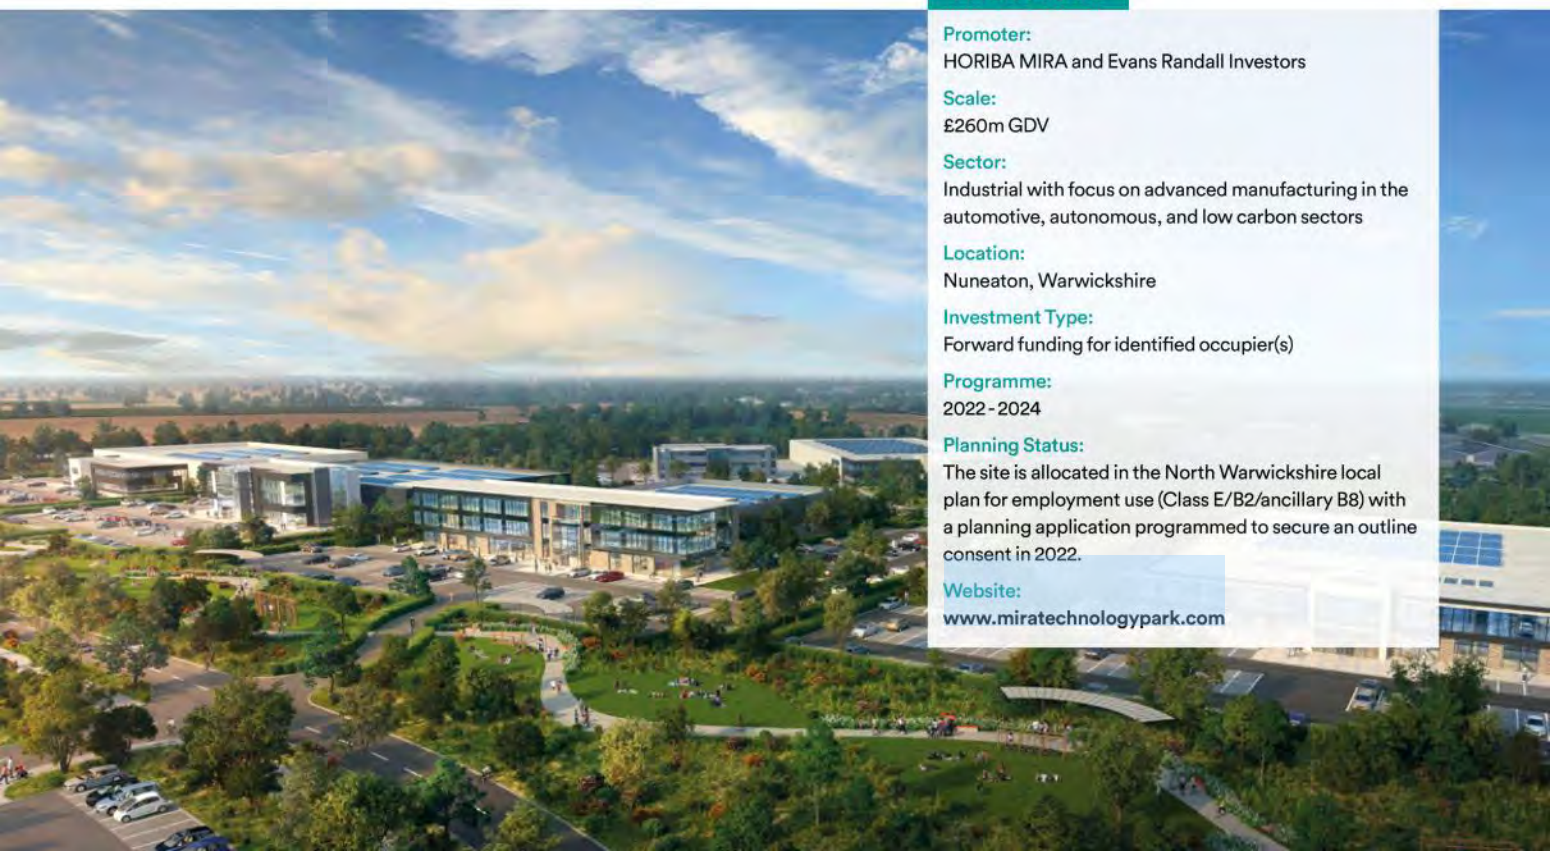 Promoter:
HORIBA MIRA and Evans Randall Investors
Scale:
£260m GDV
Sector:
Industrial with focus on advanced manufacturing in the
automotive, autonomous, and low carbon sectors
Location:
Nuneaton, Warwickshire
Investment Type:
Forward funding for identified occupier(s)
Programme:
2022 - 2024
Planning Status:
The site is allocated in the North Warwickshire local
plan for employment use (Class E/B2/ancillary B8) with
a planning application programmed to secure an outline
consent in 2022.
Website:
www.miratechnologypark.com